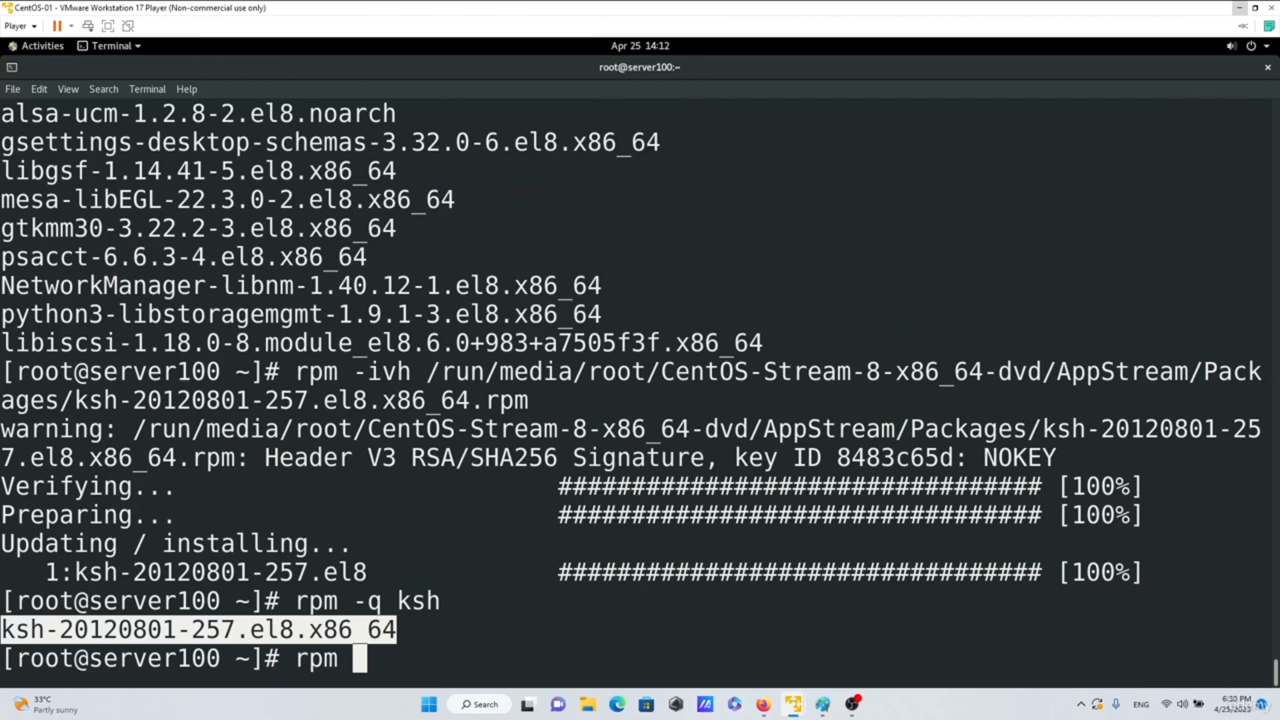 CentOS-01 - VMware Workstation 17 Player (Non-commercial use only)
Player
Activities
Terminal
Apr 25 14:12
root@server100:~
File Edit View Search Terminal Help
alsa-ucm-1.2.8-2.el8.noarch
gsettings-desktop-schemas-3.32.0-6.el8.x86_64
libgsf-1.14.41-5.el8.x86_64
mesa-libEGL-22.3.0-2.el8.x86_64
gtkmm30-3.22.2-3.el8.x86_64
psacct-6.6.3-4.el8.x86_64
NetworkManager-libnm-1.40.12-1.el8.x86_64
python3-libstoragemgmt-1.9.1-3.el8.x86_64
libiscsi-1.18.0-8.module_el8.6.0+983+a7505f3f.x86_64
[root@server100 ~]# rpm -ivh /run/media/root/CentOS-Stream-8-x86_64-dvd/AppStream/Pack
ages/ksh-20120801-257.el8.x86_64.rpm
warning: /run/media/root/CentOS-Stream-8-x86_64-dvd/AppStream/Packages/ksh-20120801-25
7.el8.x86_64.rpm: Header V3 RSA/SHA256 Signature, key ID 8483c65d: NOKEY
Verifying... ################################# [100%]
Preparing... ################################# [100%]
Updating / installing...
1:ksh-20120801-257.el8 ################################# [100%]
[root@server100 ~]# rpm -q ksh
ksh-20120801-257.el8.x86_64
[root@server100 ~]# rpm
33°C
Partly sunny
Search
ENG
6:30 PM
4/25/2023